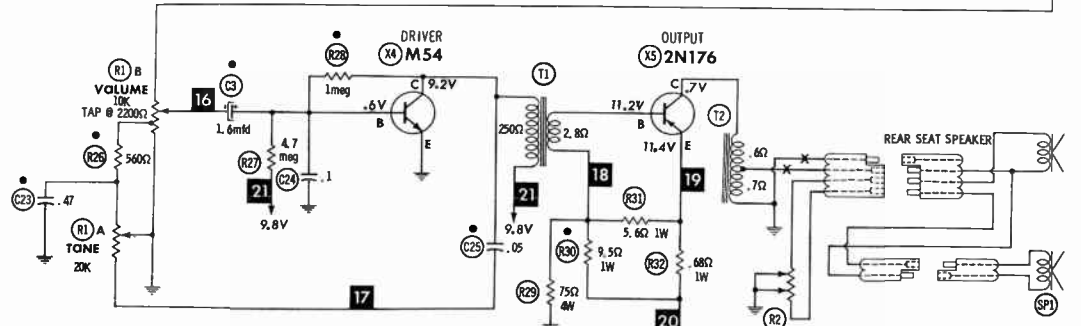 DRIVER
X4 M54
OUTPUT
X5 2N176
R28
1meg
C
9.2V
C
.7V
T1
T2
R1 B
VOLUME
10K
TAP @ 2200Ω
C3
16
1.6mfd
.6V
B
E
250Ω
2.8Ω
11.2V
B
11.4V
E
R26
560Ω
R27
4.7
meg
C24
.1
21
9.8V
21
9.8V
18
19
.6Ω
.7Ω
X
X
REAR SEAT SPEAKER
C23
.47
R1 A
TANE
20K
C25
.05
R31
5.6Ω 1W
R30
9.5Ω
1W
R32
.68Ω
1W
R29
75Ω
4W
17
20
R2
SP1